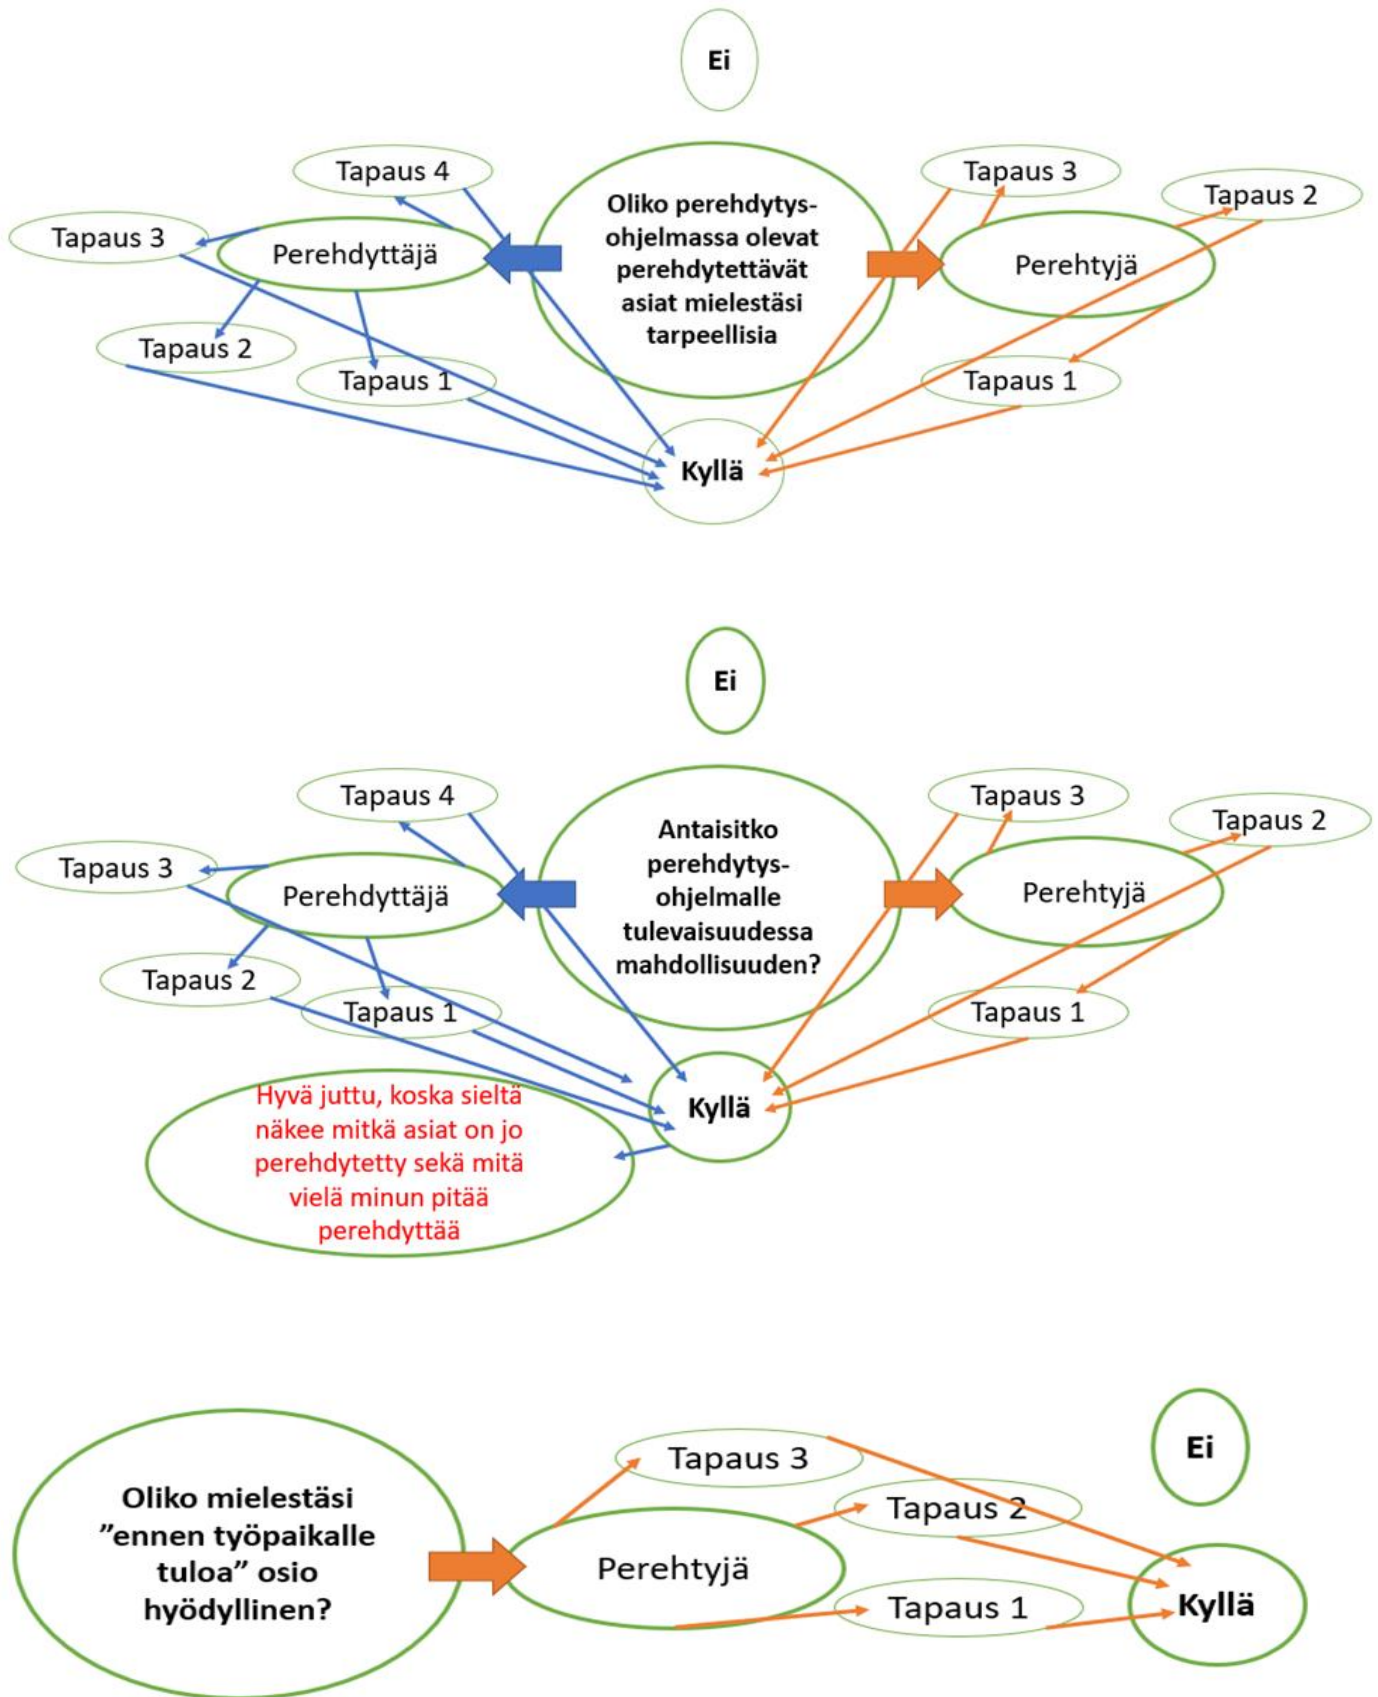 Ei
Tapaus 4
Tapaus 3
Tapaus 2
Tapaus 3
Perehdyttäjä
Oliko perehdytys-
ohjelmassa olevat
perehdytettävät
asiat mielestäsi
tarpeellisia
Perehtyjä
Tapaus 2
Tapaus 1
Tapaus 1
Kyllä
Ei
Tapaus 4
Tapaus 3
Tapaus 2
Tapaus 3
Perehdyttäjä
Antaisitko
perehdytys-
ohjelmalle
tulevaisuudessa
mahdollisuuden?
Perehtyjä
Tapaus 2
Tapaus 1
Tapaus 1
Kyllä
Hyvä juttu, koska sieltä
näkee mitkä asiat on jo
perehdytetty sekä mitä
vielä minun pitää
perehdyttää
Ei
Tapaus 3
Oliko mielestäsi
”ennen työpaikalle
tuloa” osio
hyödyllinen?
Tapaus 2
Perehtyjä
Tapaus 1
Kyllä